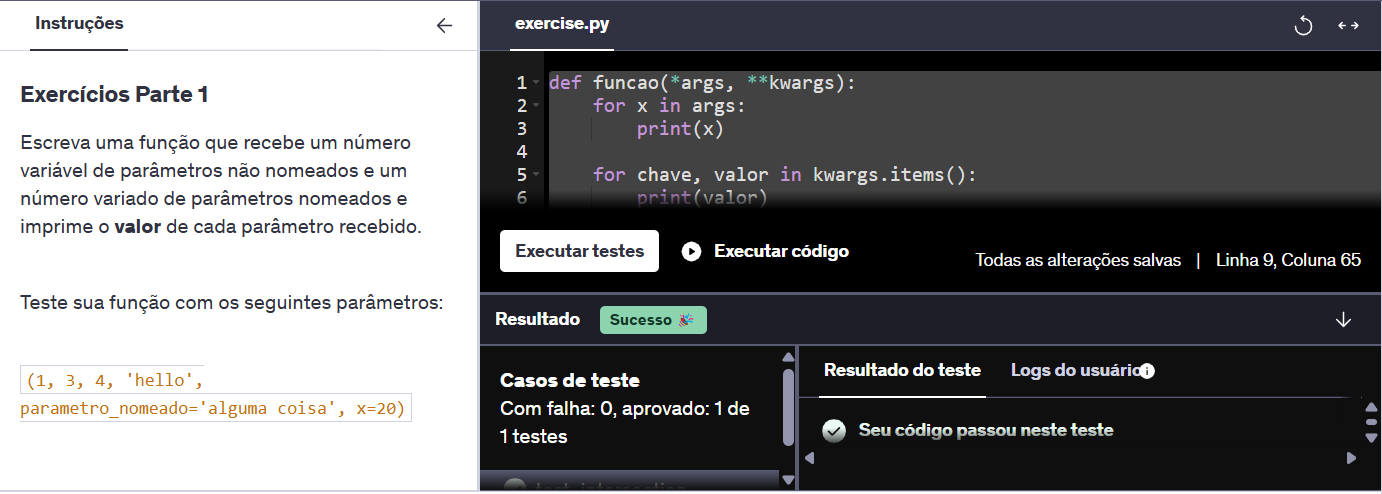 Instruções
Exercícios Parte 1
Escreva uma função que recebe um número
variável de parâmetros não nomeados e um
número variado de parâmetros nomeados e
imprime o valor de cada parâmetro recebido.
Teste sua função com os seguintes parâmetros:
(1, 3, 4, 'hello',
parametro_nomeado='alguma coisa', x=20)
exercise.py
1 def funcao(*args, **kwargs):
2 for x in args:
3 print(x)
4
5 for chave, valor in kwargs.items():
6 print(valor)
Executar testes
Executar código
Todas as alterações salvas | Linha 9, Coluna 65
Resultado
Sucesso
Casos de teste
Com falha: 0, aprovado: 1 de
1 testes
Resultado do teste
Logs do usuário
Seu código passou neste teste